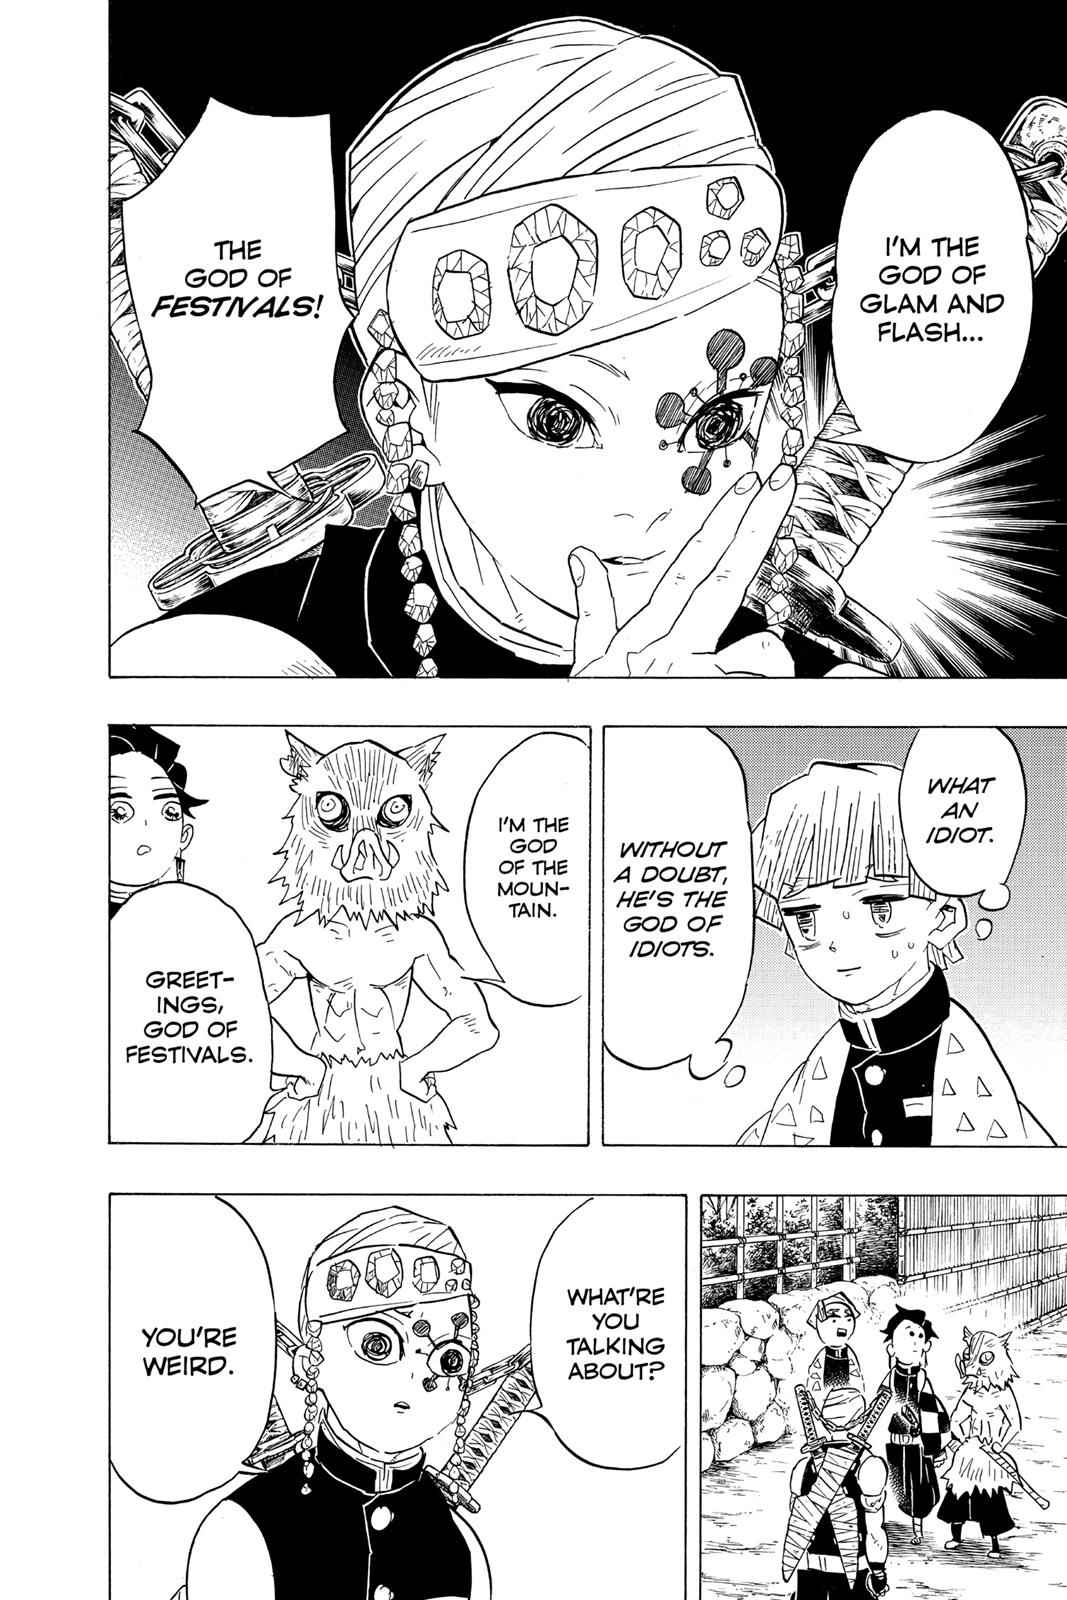 I'M THE
GOD OF
GLAM AND
FLASH...
THE
GOD OF
FESTIVALS!
WHAT
AN
IDIOT.
WITHOUT
A DOUBT,
HE'S THE
GOD OF
IDIOTS.
I'M THE
GOD
OF THE
MOUN-
TAIN.
GREET-
INGS,
GOD OF
FESTIVALS.
WHAT'RE
YOU
TALKING
ABOUT?
YOU'RE
WEIRD.